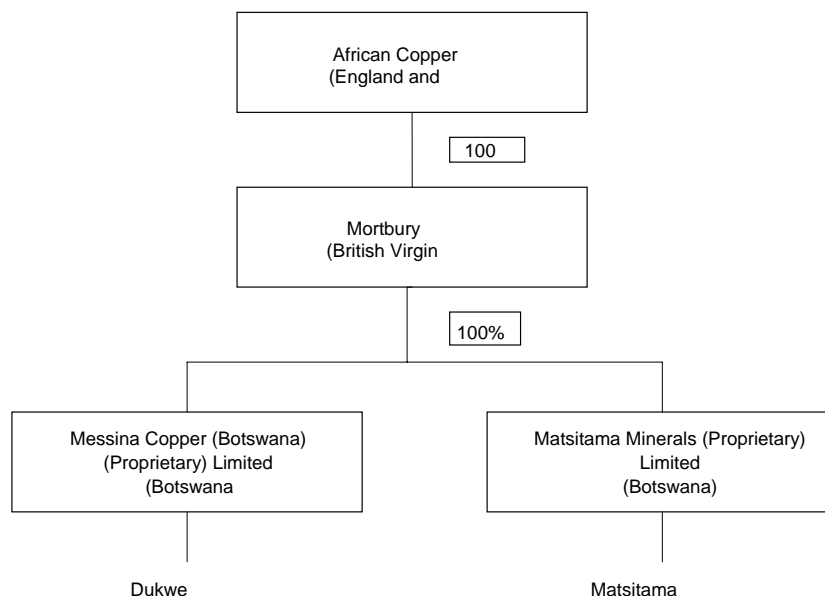 African Copper
(England and
100
Mortbury
(British Virgin
100%
Messina Copper (Botswana)
(Proprietary) Limited
(Botswana
Matsitama Minerals (Proprietary)
Limited
(Botswana)
Dukwe
Matsitama